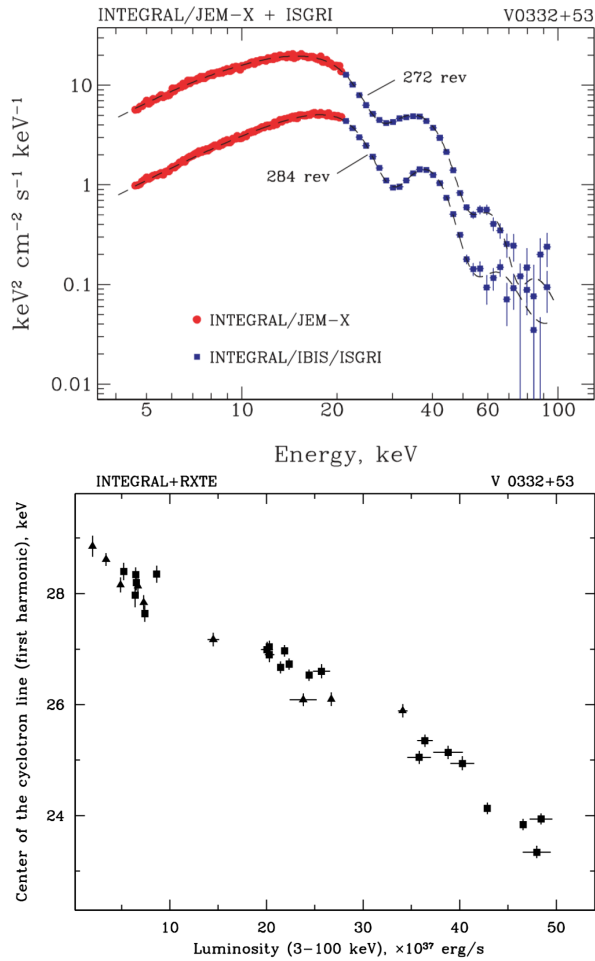 INTEGRAL/JEM-X + ISGRI V0332+53
keV² cm⁻² s⁻¹ keV⁻¹
10
1
0.1
0.01
272 rev
284 rev
INTEGRAL/JEM-X
INTEGRAL/IBIS/ISGRI
5 10 20 40 60 100
Energy, keV
INTEGRAL+RXTE V 0332+53
Center of the cyclotron line (first harmonic), keV
28
26
24
10 20 30 40 50
Luminosity (3-100 keV), ×10³⁷ erg/s